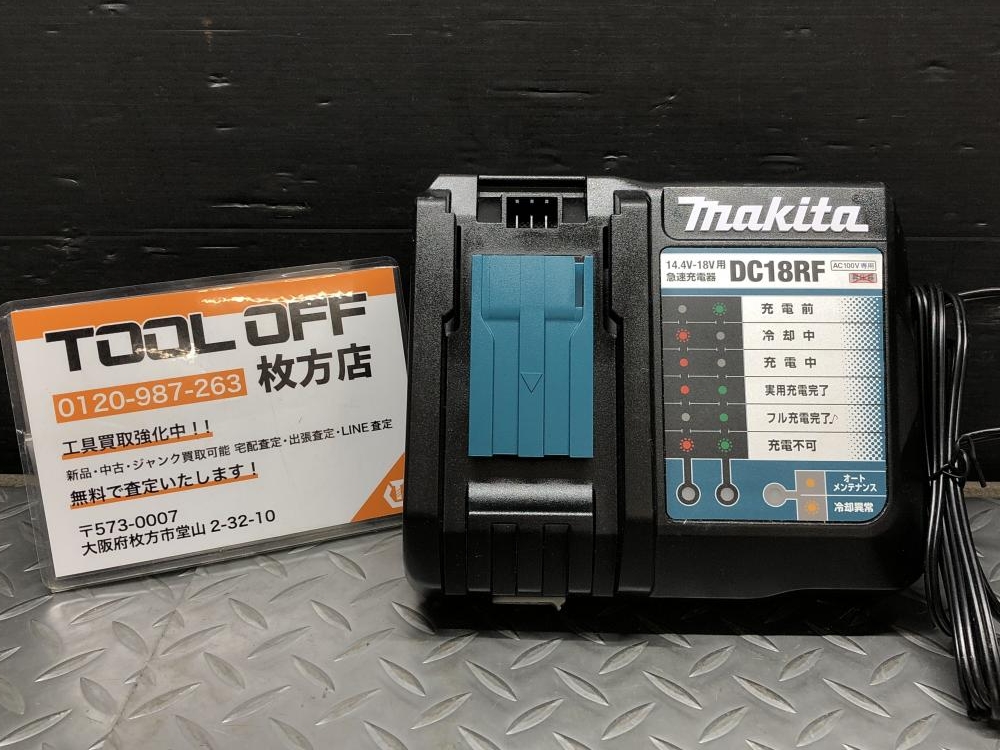 TOOL OFF
0120-987-263
枚方店
工具買取強化中!!
新品・中古・ジャンク買取可能 宅配査定・出張査定・LINE査定
無料で査定いたします!
〒573-0007
大阪府枚方市堂山 2-32-10
makita
14.4V-18V用
急速充電器
DC18RF
AC100V専用
充電前
冷却中
充電中
実用充電完了
フル充電完了♪
充電不可
オート
メンテナンス
冷却異常